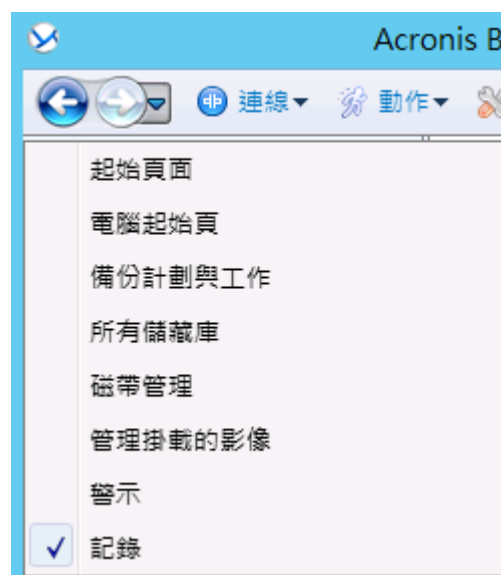 Acronis B
連線 動作
起始頁面
電腦起始頁
備份計劃與工作
所有儲藏庫
磁帶管理
管理掛載的影像
警示
記錄